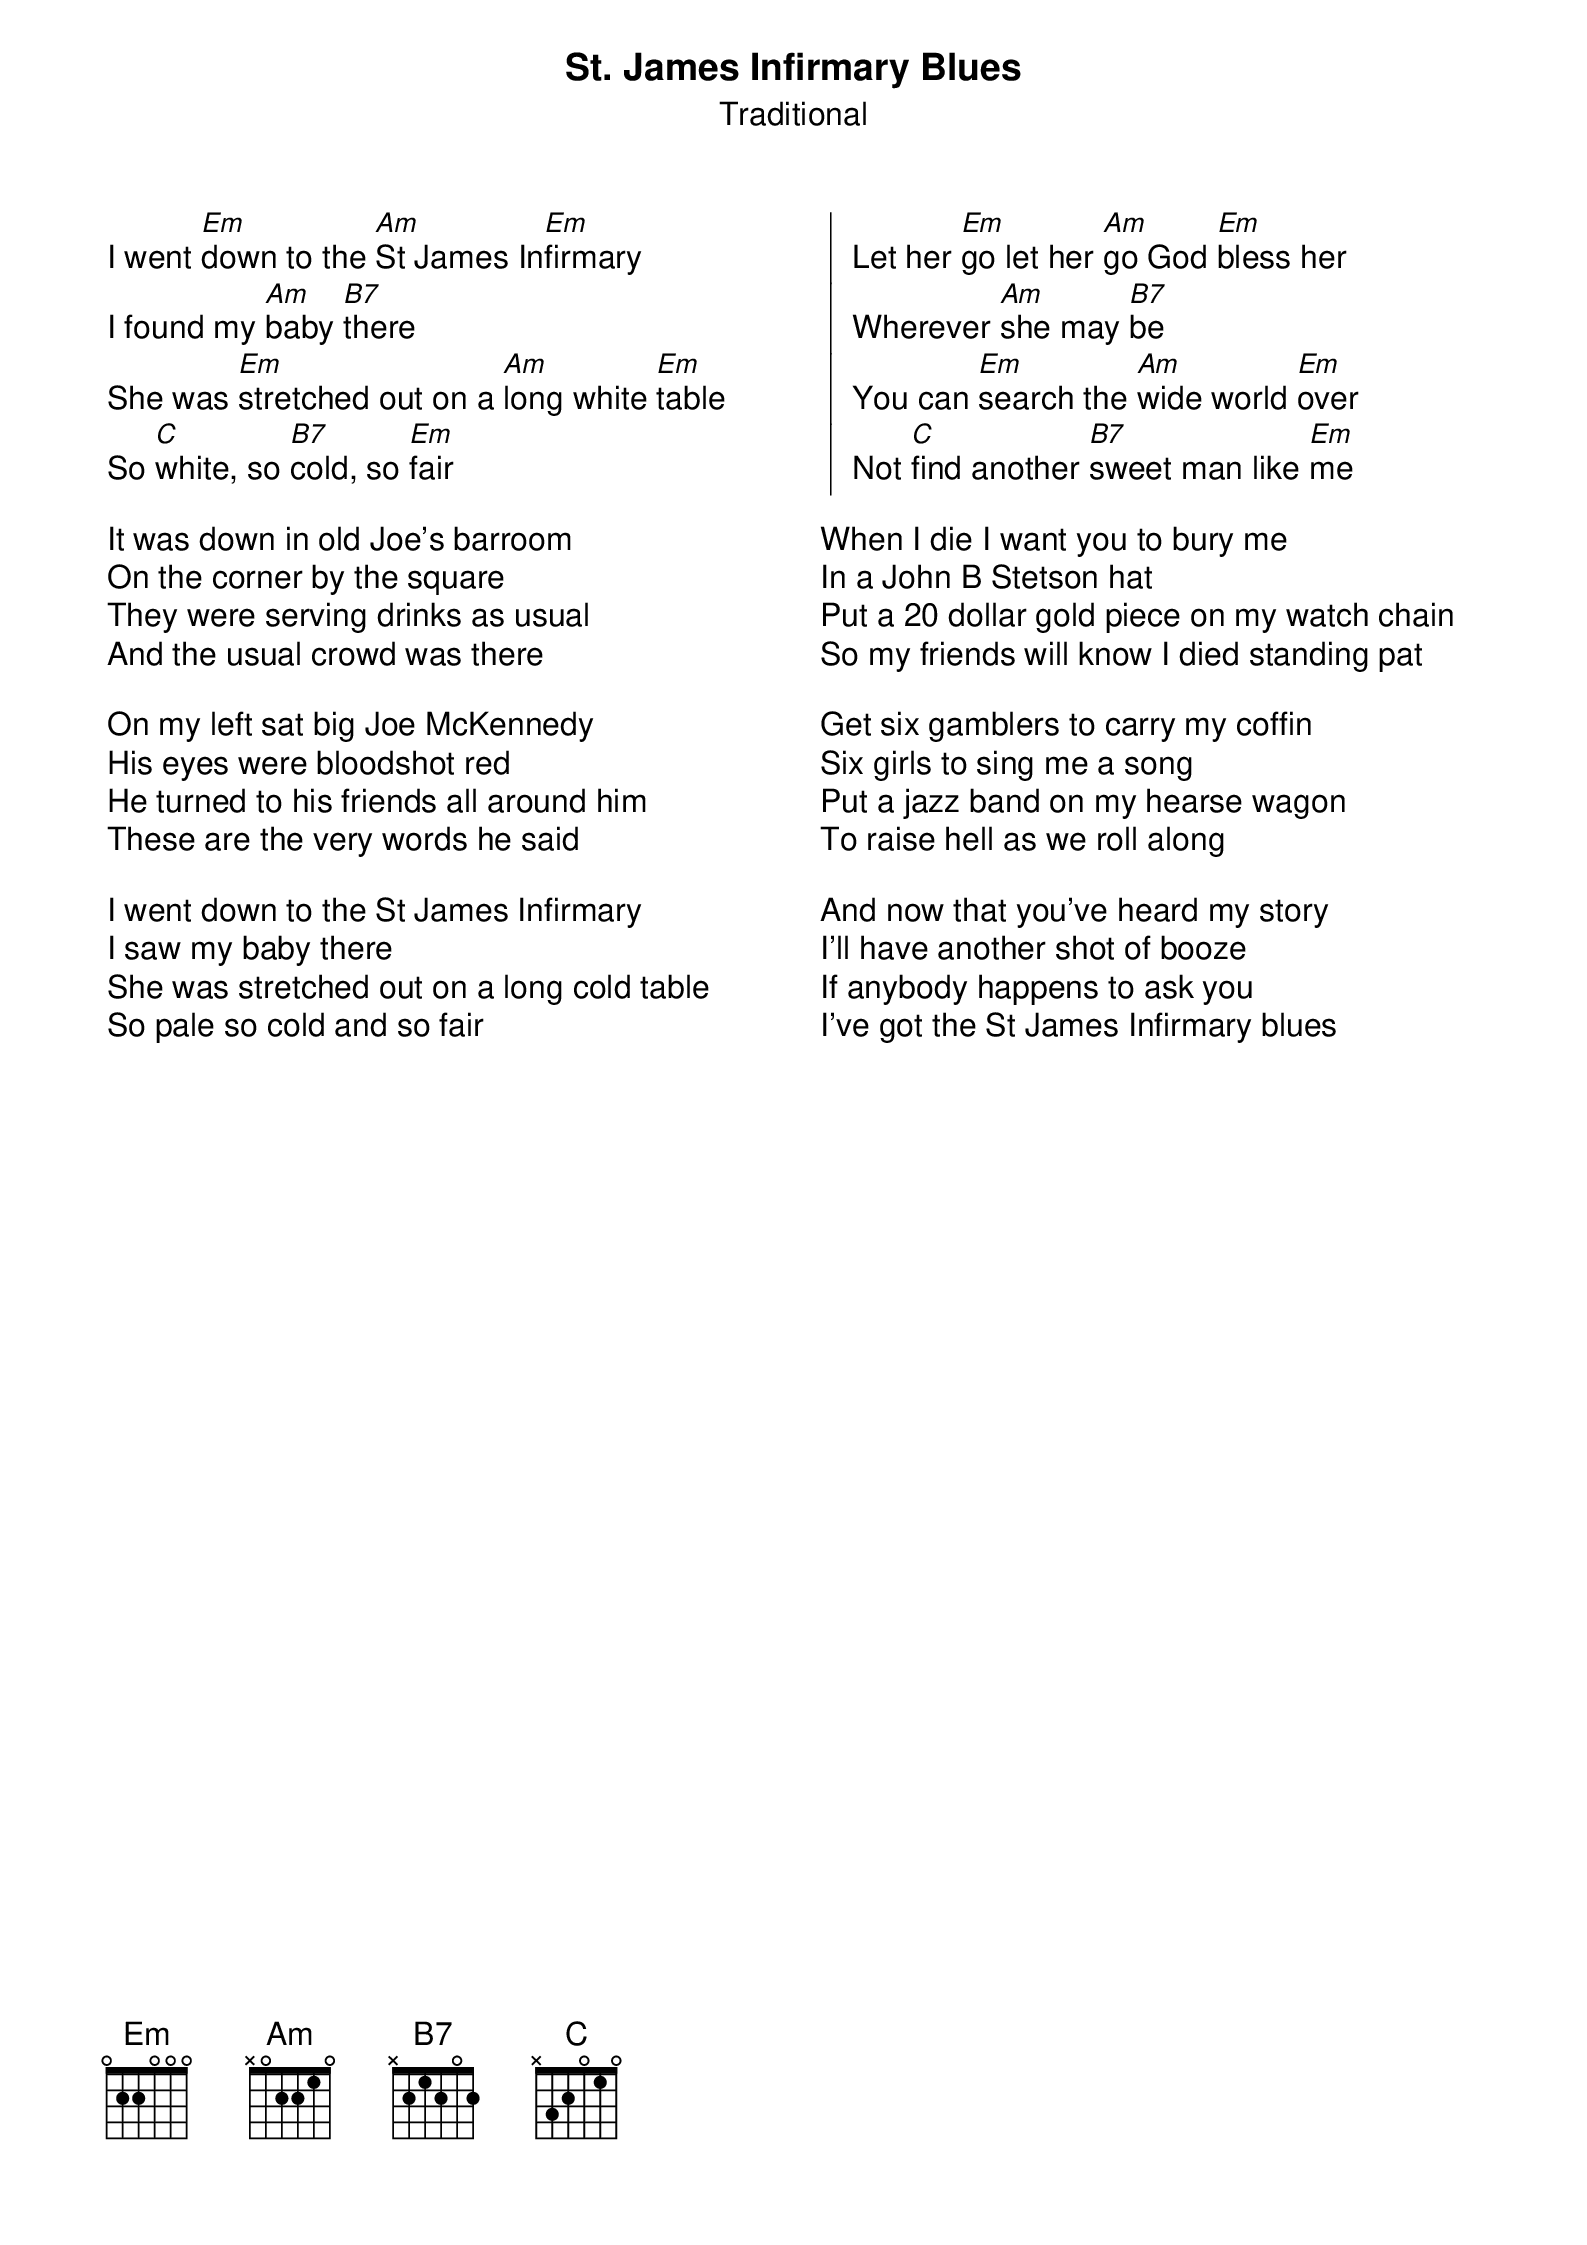 St. James Infirmary Blues
Traditional
Em Am Em
I went down to the St James Infirmary
Am B7
I found my baby there
Em Am Em
She was stretched out on a long white table
C B7 Em
So white, so cold, so fair
It was down in old Joe's barroom
On the corner by the square
They were serving drinks as usual
And the usual crowd was there
On my left sat big Joe McKennedy
His eyes were bloodshot red
He turned to his friends all around him
These are the very words he said
I went down to the St James Infirmary
I saw my baby there
She was stretched out on a long cold table
So pale so cold and so fair
Em Am Em
Let her go let her go God bless her
Am B7
Wherever she may be
Em Am Em
You can search the wide world over
C B7 Em
Not find another sweet man like me
When I die I want you to bury me
In a John B Stetson hat
Put a 20 dollar gold piece on my watch chain
So my friends will know I died standing pat
Get six gamblers to carry my coffin
Six girls to sing me a song
Put a jazz band on my hearse wagon
To raise hell as we roll along
And now that you've heard my story
I'll have another shot of booze
If anybody happens to ask you
I've got the St James Infirmary blues
Em Am B7 C